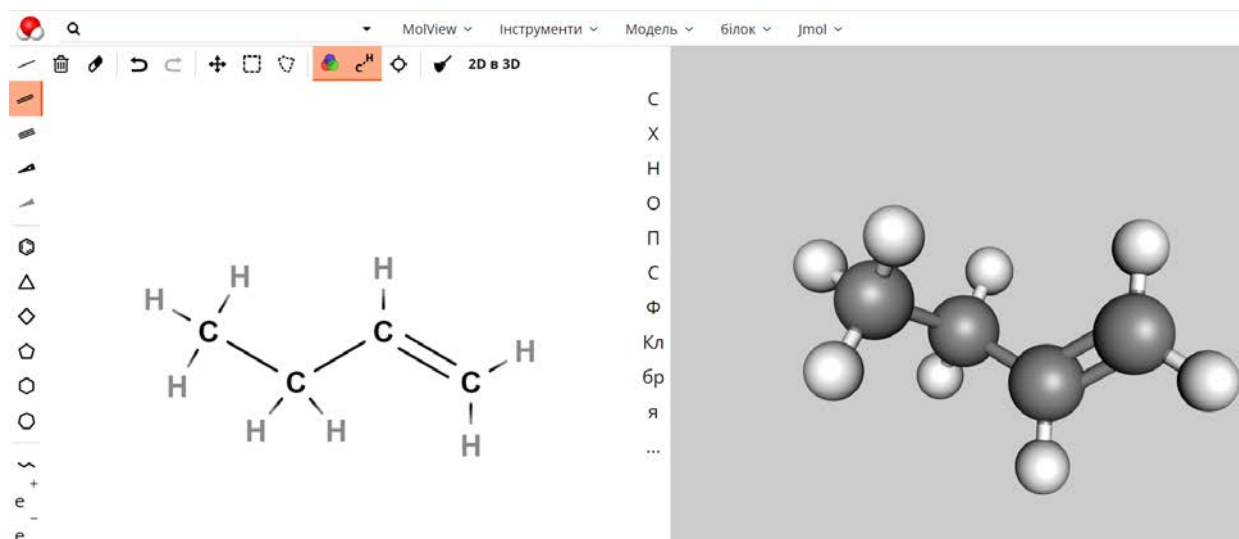 MolView Інструменти Модель білок Jmol
C H 2D в 3D
С
Х
Н
О
П
С
Ф
Кл
бр
я
...
H H H
H
C C
H C C H
H H H
e +
e −